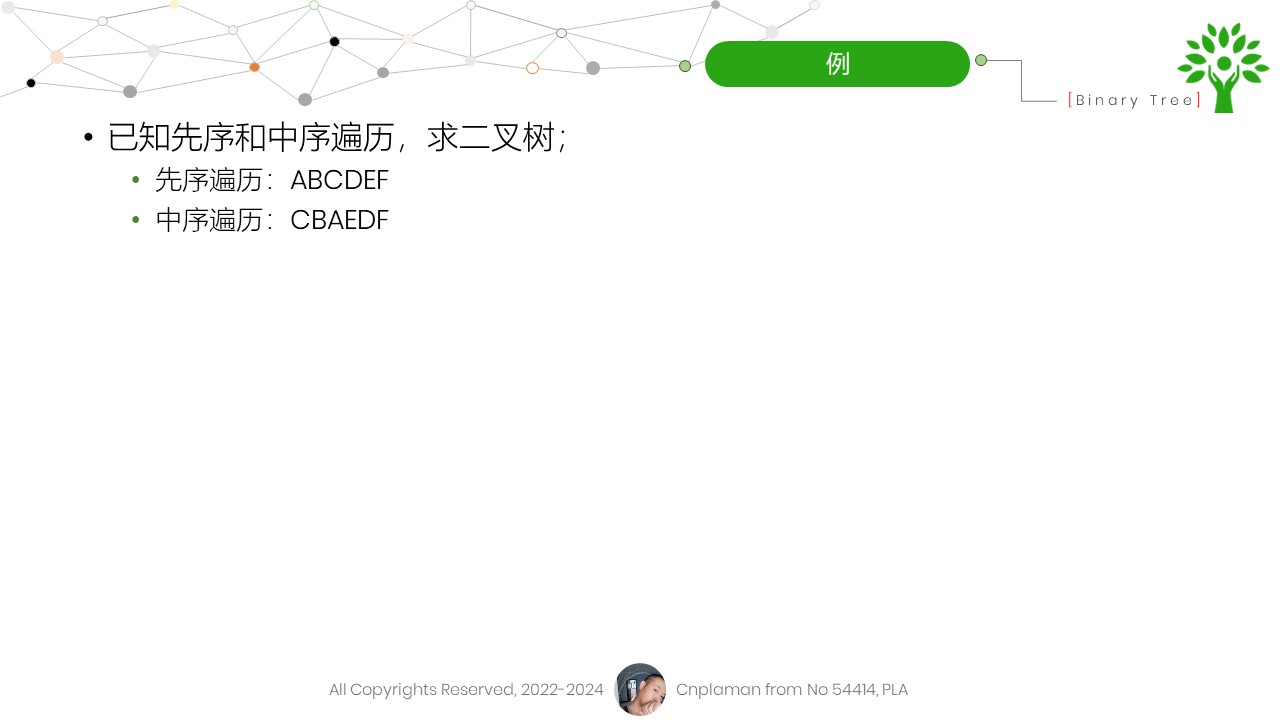 例
[Binary Tree]
• 已知先序和中序遍历，求二叉树；
• 先序遍历：ABCDEF
• 中序遍历：CBAEDF
All Copyrights Reserved, 2022-2024 Cnplaman from No 54414, PLA